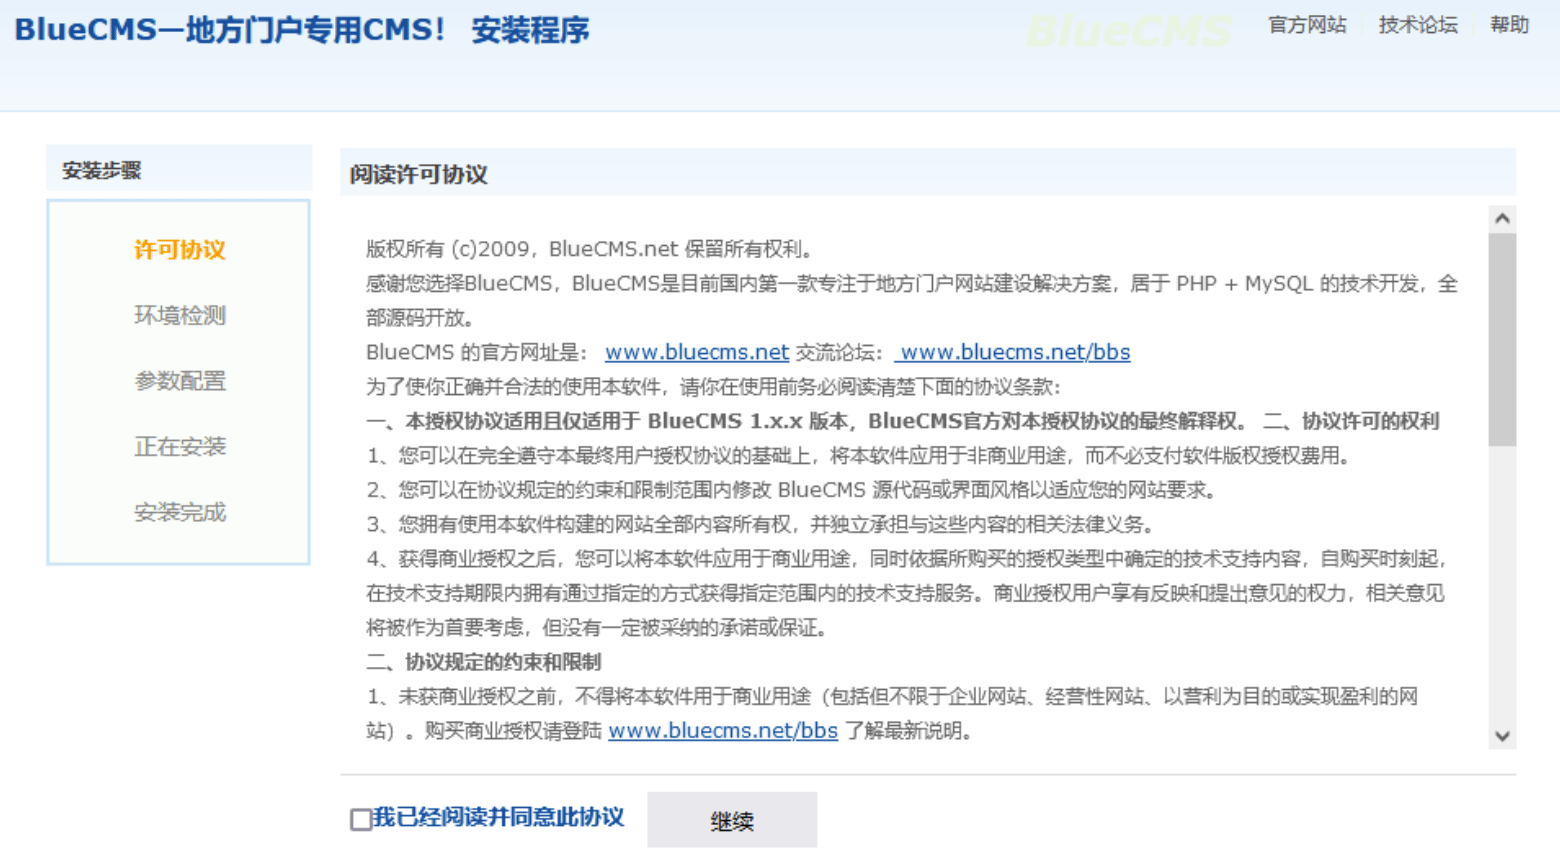 BlueCMS—地方门户专用CMS！ 安装程序
BlueCMS
官方网站 技术论坛 帮助
安装步骤
许可协议
环境检测
参数配置
正在安装
安装完成
阅读许可协议
版权所有 (c)2009，BlueCMS.net 保留所有权利。
感谢您选择BlueCMS，BlueCMS是目前国内第一款专注于地方门户网站建设解决方案，居于 PHP + MySQL 的技术开发，全
部源码开放。
BlueCMS 的官方网址是： www.bluecms.net 交流论坛： www.bluecms.net/bbs
为了使你正确并合法的使用本软件，请你在使用前务必阅读清楚下面的协议条款：
一、本授权协议适用且仅适用于 BlueCMS 1.x.x 版本，BlueCMS官方对本授权协议的最终解释权。 二、协议许可的权利
1、您可以在完全遵守本最终用户授权协议的基础上，将本软件应用于非商业用途，而不必支付软件版权授权费用。
2、您可以在协议规定的约束和限制范围内修改 BlueCMS 源代码或界面风格以适应您的网站要求。
3、您拥有使用本软件构建的网站全部内容所有权，并独立承担与这些内容的相关法律义务。
4、获得商业授权之后，您可以将本软件应用于商业用途，同时依据所购买的授权类型中确定的技术支持内容，自购买时刻起，
在技术支持期限内拥有通过指定的方式获得指定范围内的技术支持服务。商业授权用户享有反映和提出意见的权力，相关意见
将被作为首要考虑，但没有一定被采纳的承诺或保证。
二、协议规定的约束和限制
1、未获商业授权之前，不得将本软件用于商业用途（包括但不限于企业网站、经营性网站、以营利为目的或实现盈利的网
站）。购买商业授权请登陆 www.bluecms.net/bbs 了解最新说明。
我已经阅读并同意此协议
继续